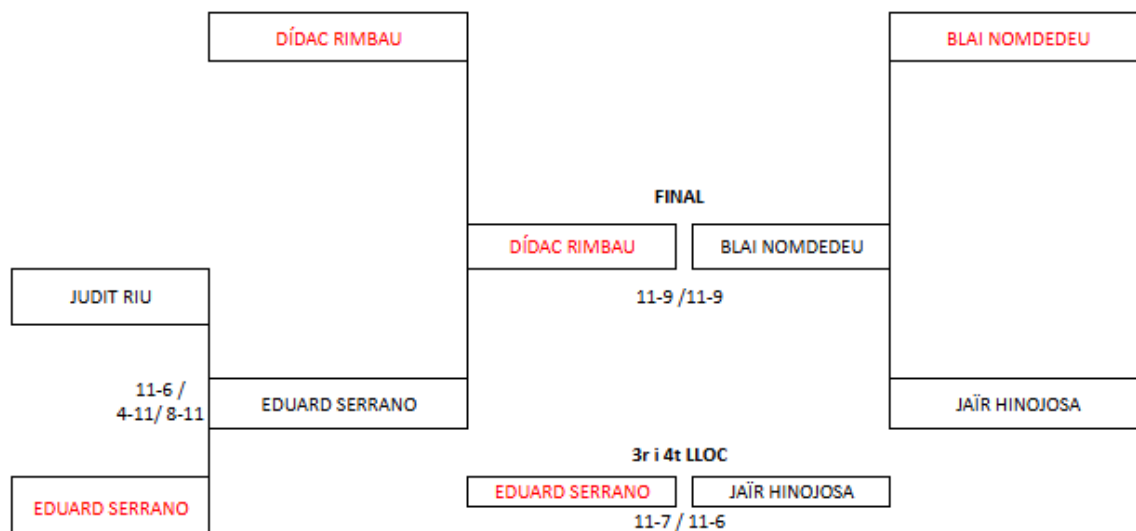 DÍDAC RIMBAU
BLAI NOMDEDEU
FINAL
DÍDAC RIMBAU
BLAI NOMDEDEU
JUDIT RIU
11-9 /11-9
11-6 /
4-11/ 8-11
EDUARD SERRANO
JAÏR HINOJOSA
3r i 4t LLOC
EDUARD SERRANO
EDUARD SERRANO
JAÏR HINOJOSA
11-7 / 11-6